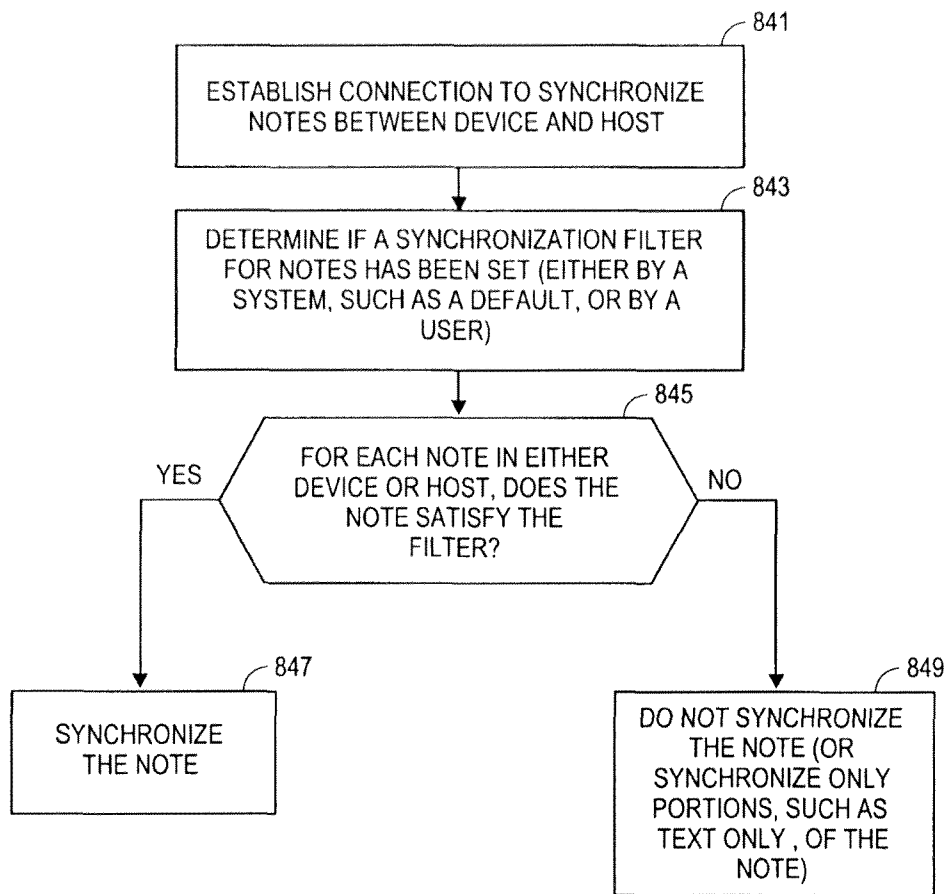 841
ESTABLISH CONNECTION TO SYNCHRONIZE
NOTES BETWEEN DEVICE AND HOST
843
DETERMINE IF A SYNCHRONIZATION FILTER
FOR NOTES HAS BEEN SET (EITHER BY A
SYSTEM, SUCH AS A DEFAULT, OR BY A
USER)
845
FOR EACH NOTE IN EITHER
DEVICE OR HOST, DOES THE
NOTE SATISFY THE
FILTER?
YES
NO
847
SYNCHRONIZE
THE NOTE
849
DO NOT SYNCHRONIZE
THE NOTE (OR
SYNCHRONIZE ONLY
PORTIONS, SUCH AS
TEXT ONLY , OF THE
NOTE)